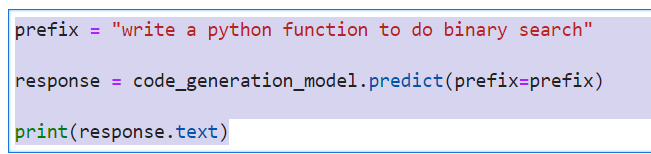 prefix = "write a python function to do binary search"
response = code_generation_model.predict(prefix=prefix)
print(response.text)